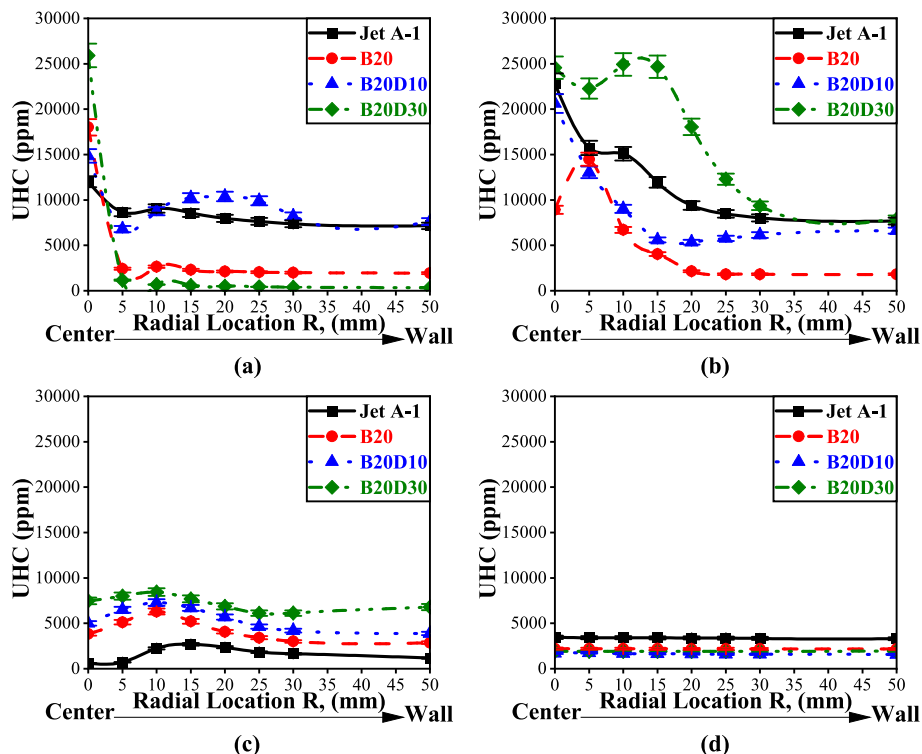 30000
25000
20000
15000
10000
5000
0
UHC (ppm)
Jet A-1
B20
B20D10
B20D30
0 5 10 15 20 25 30 35 40 45 50
Radial Location R, (mm)
Center Wall
(a)
30000
25000
20000
15000
10000
5000
0
UHC (ppm)
Jet A-1
B20
B20D10
B20D30
0 5 10 15 20 25 30 35 40 45 50
Radial Location R, (mm)
Center Wall
(b)
30000
25000
20000
15000
10000
5000
0
UHC (ppm)
Jet A-1
B20
B20D10
B20D30
0 5 10 15 20 25 30 35 40 45 50
Radial Location R, (mm)
Center Wall
(c)
30000
25000
20000
15000
10000
5000
0
UHC (ppm)
Jet A-1
B20
B20D10
B20D30
0 5 10 15 20 25 30 35 40 45 50
Radial Location R, (mm)
Center Wall
(d)